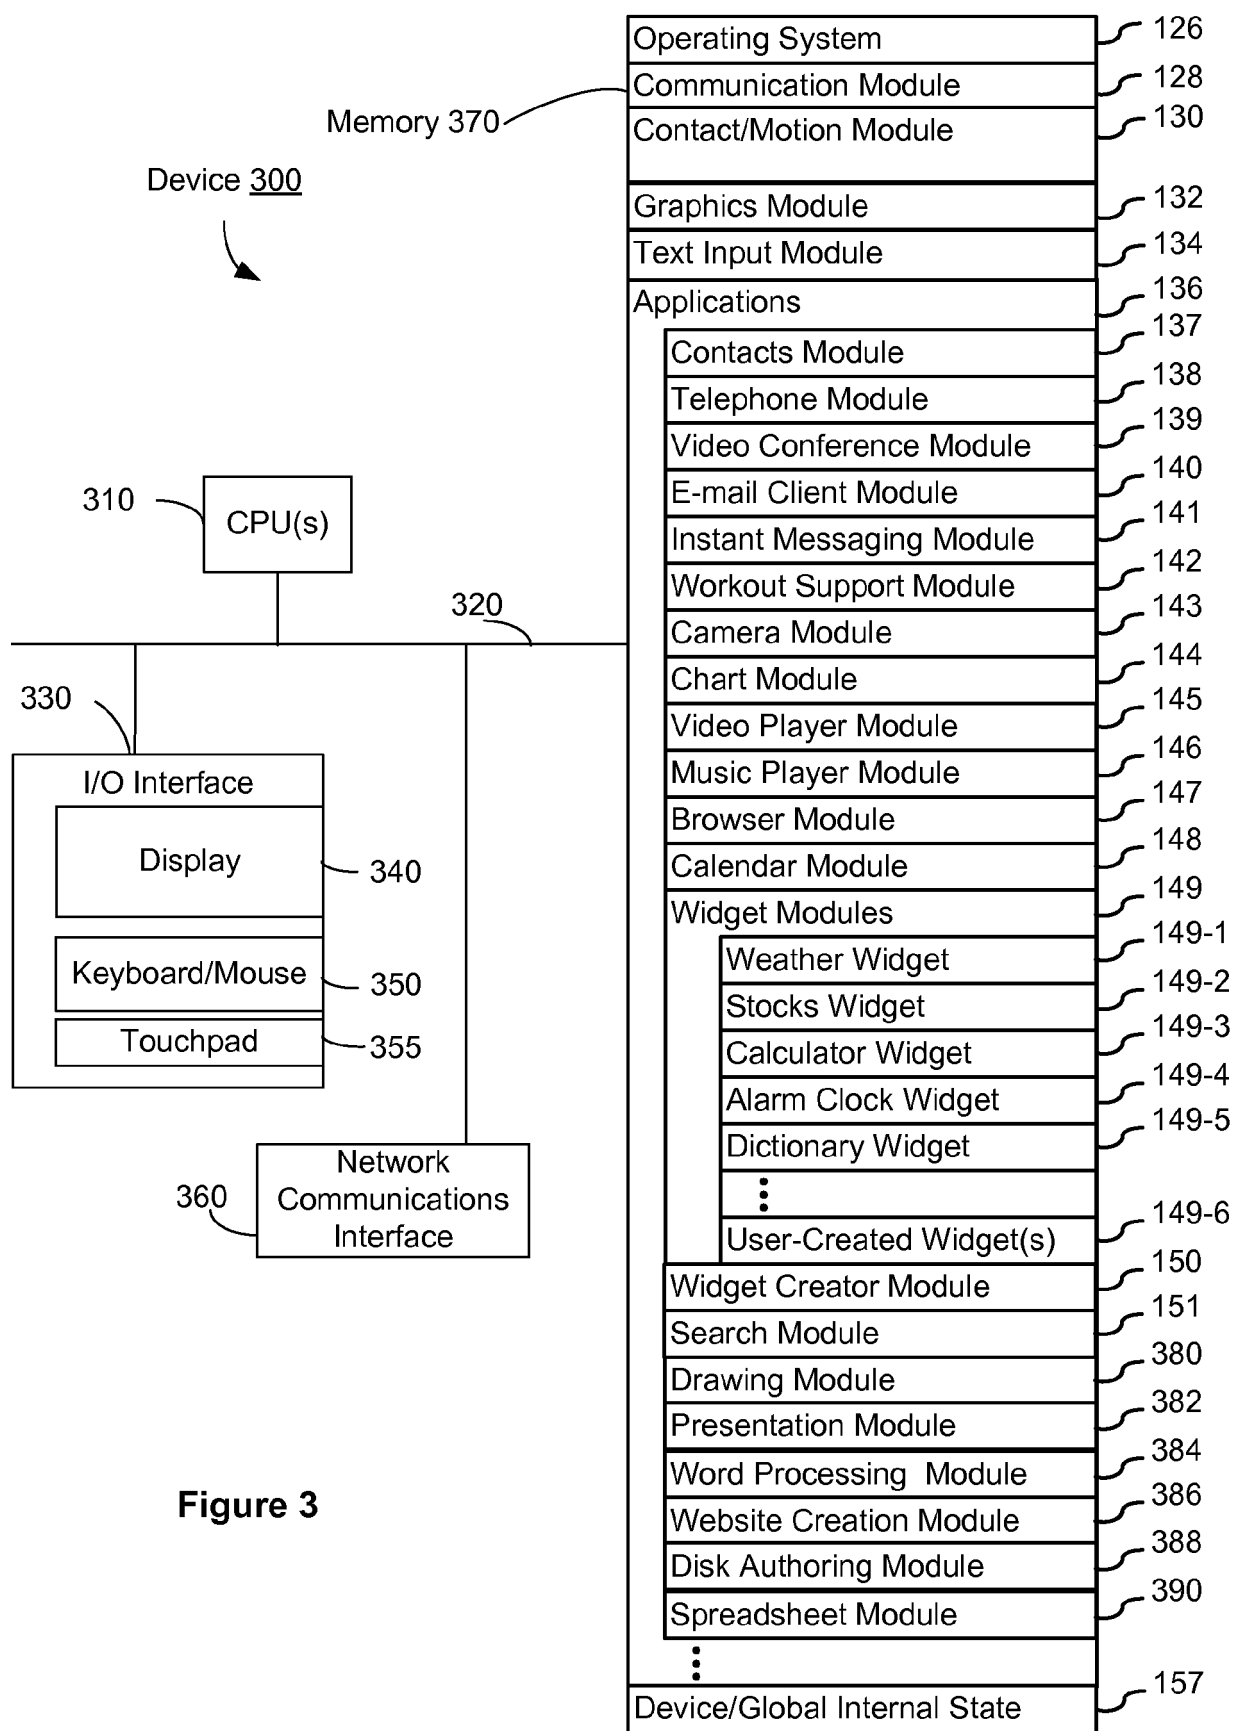 Operating System 126
Communication Module 128
Memory 370
Contact/Motion Module 130
Device 300
Graphics Module 132
Text Input Module 134
Applications 136
Contacts Module 137
Telephone Module 138
Video Conference Module 139
E-mail Client Module 140
Instant Messaging Module 141
Workout Support Module 142
Camera Module 143
Chart Module 144
Video Player Module 145
Music Player Module 146
Browser Module 147
Calendar Module 148
Widget Modules 149
Weather Widget 149-1
Stocks Widget 149-2
Calculator Widget 149-3
Alarm Clock Widget 149-4
Dictionary Widget 149-5
User-Created Widget(s) 149-6
Widget Creator Module 150
Search Module 151
Drawing Module 380
Presentation Module 382
Word Processing Module 384
Website Creation Module 386
Disk Authoring Module 388
Spreadsheet Module 390
Device/Global Internal State 157
310
CPU(s)
320
330
I/O Interface
Display 340
Keyboard/Mouse 350
Touchpad 355
360
Network
Communications
Interface
Figure 3